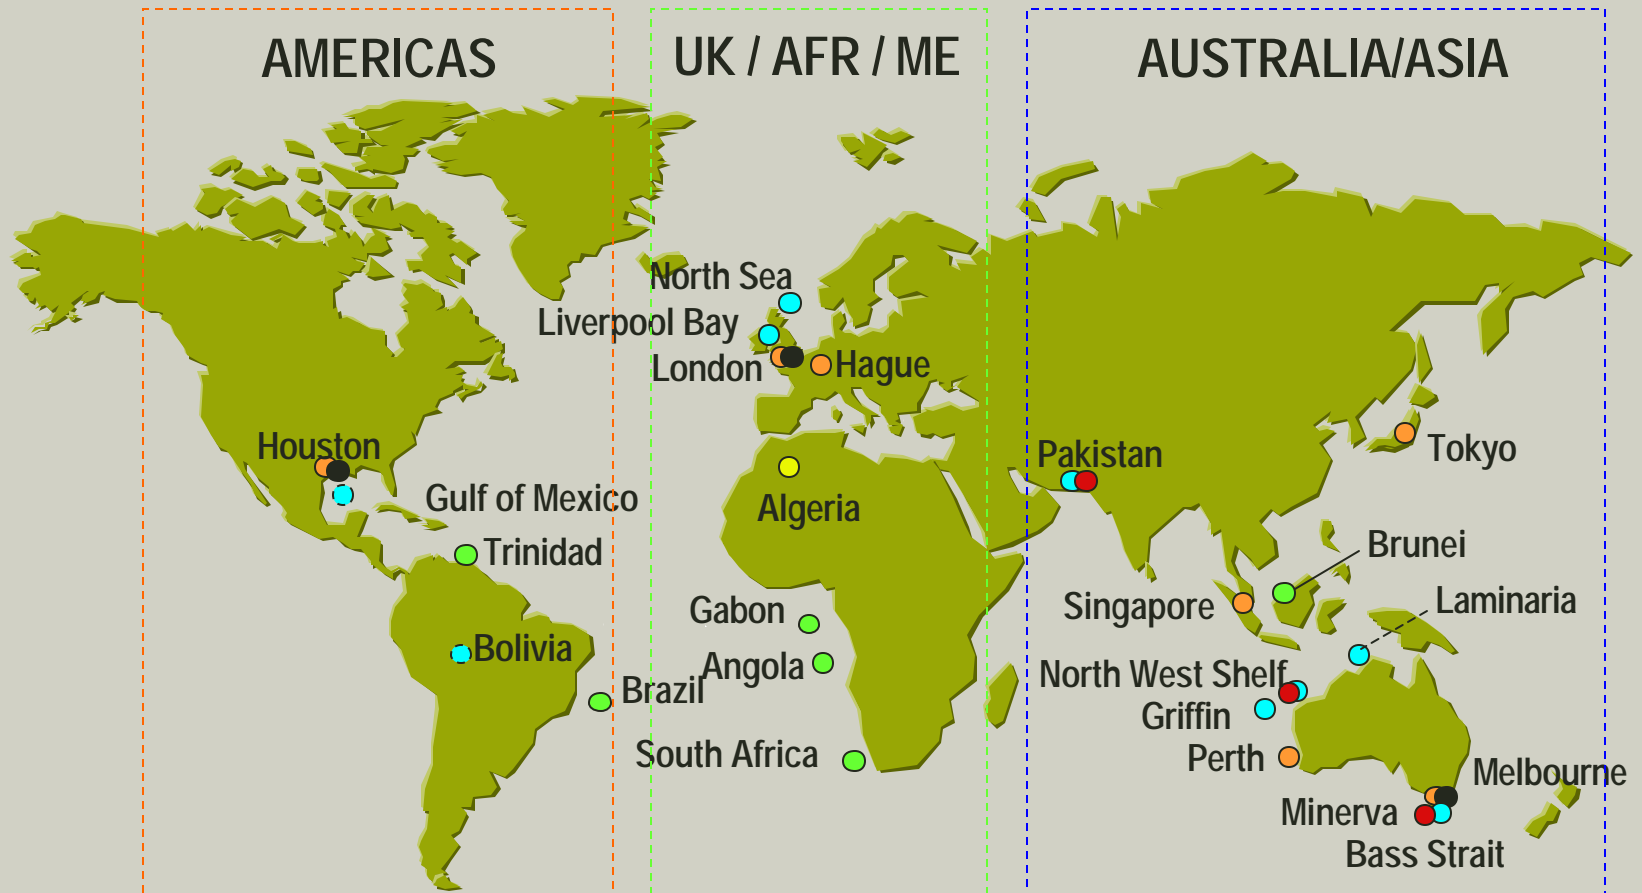 AMERICAS
UK / AFR / ME
AUSTRALIA/ASIA
North Sea
Liverpool Bay
London
Hague
Houston
Gulf of Mexico
Trinidad
Bolivia
Brazil
Algeria
Gabon
Angola
South Africa
Pakistan
Tokyo
Brunei
Singapore
Laminaria
North West Shelf
Griffin
Perth
Melbourne
Minerva
Bass Strait